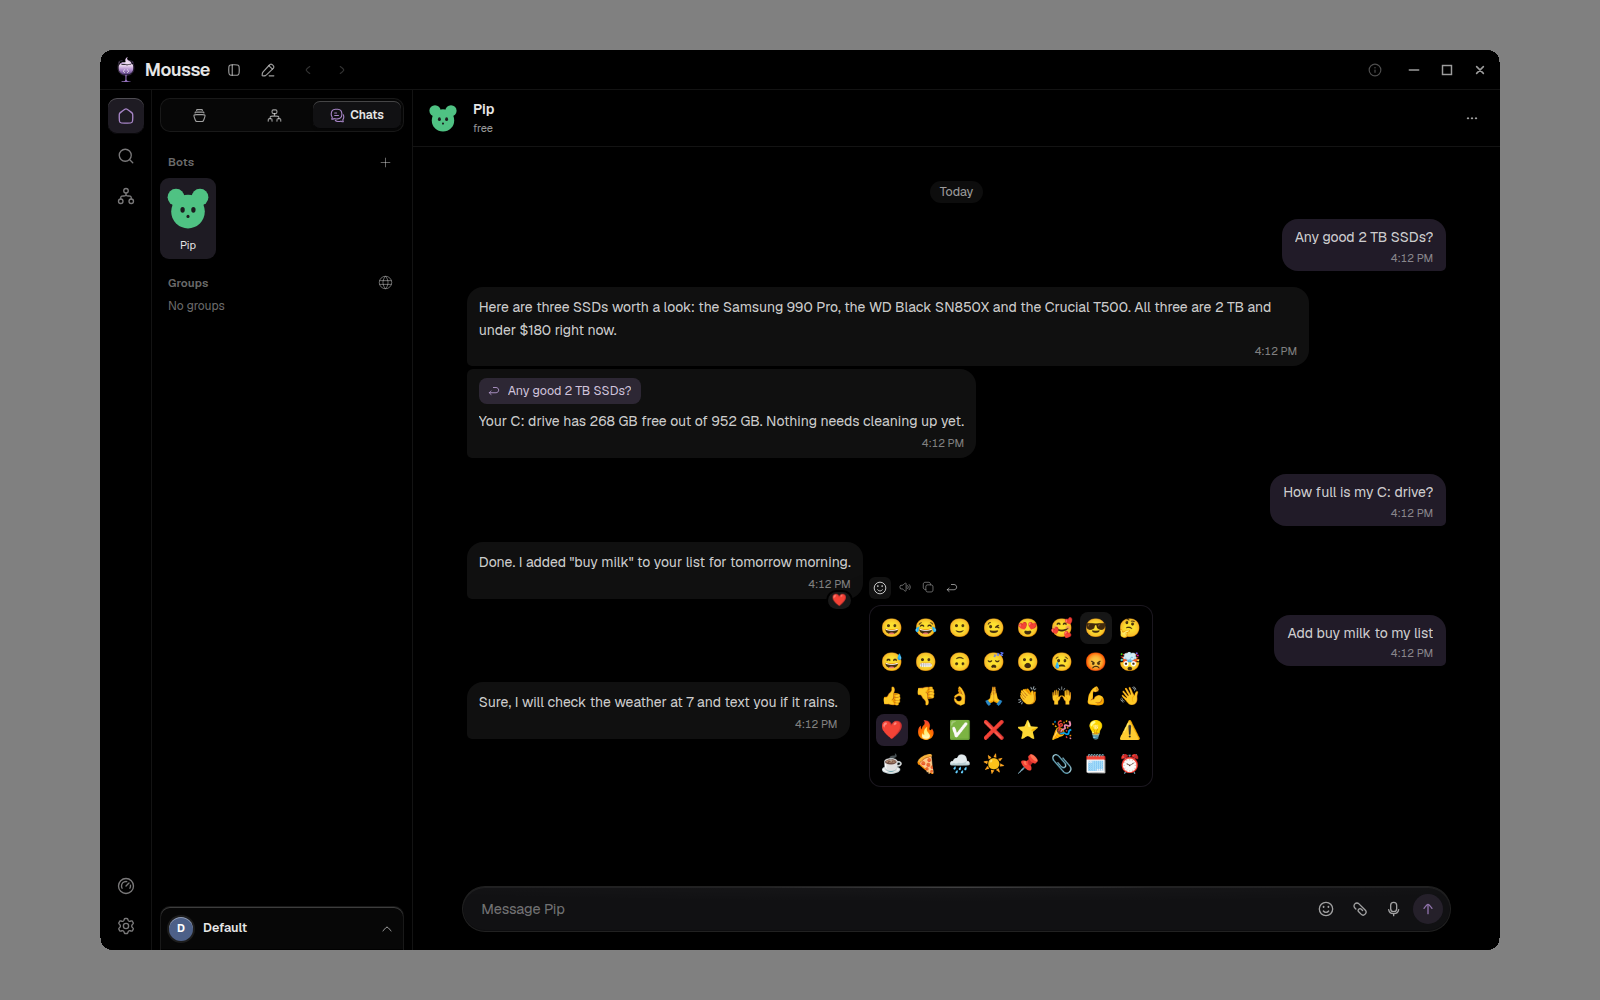 Mousse
Chats
Bots
Pip
Groups
No groups
D
Default
Pip
free
Today
Any good 2 TB SSDs?
4:12 PM
Here are three SSDs worth a look: the Samsung 990 Pro, the WD Black SN850X and the Crucial T500. All three are 2 TB and
under $180 right now.
4:12 PM
Any good 2 TB SSDs?
Your C: drive has 268 GB free out of 952 GB. Nothing needs cleaning up yet.
4:12 PM
How full is my C: drive?
4:12 PM
Done. I added "buy milk" to your list for tomorrow morning.
4:12 PM
Add buy milk to my list
4:12 PM
Sure, I will check the weather at 7 and text you if it rains.
4:12 PM
Message Pip